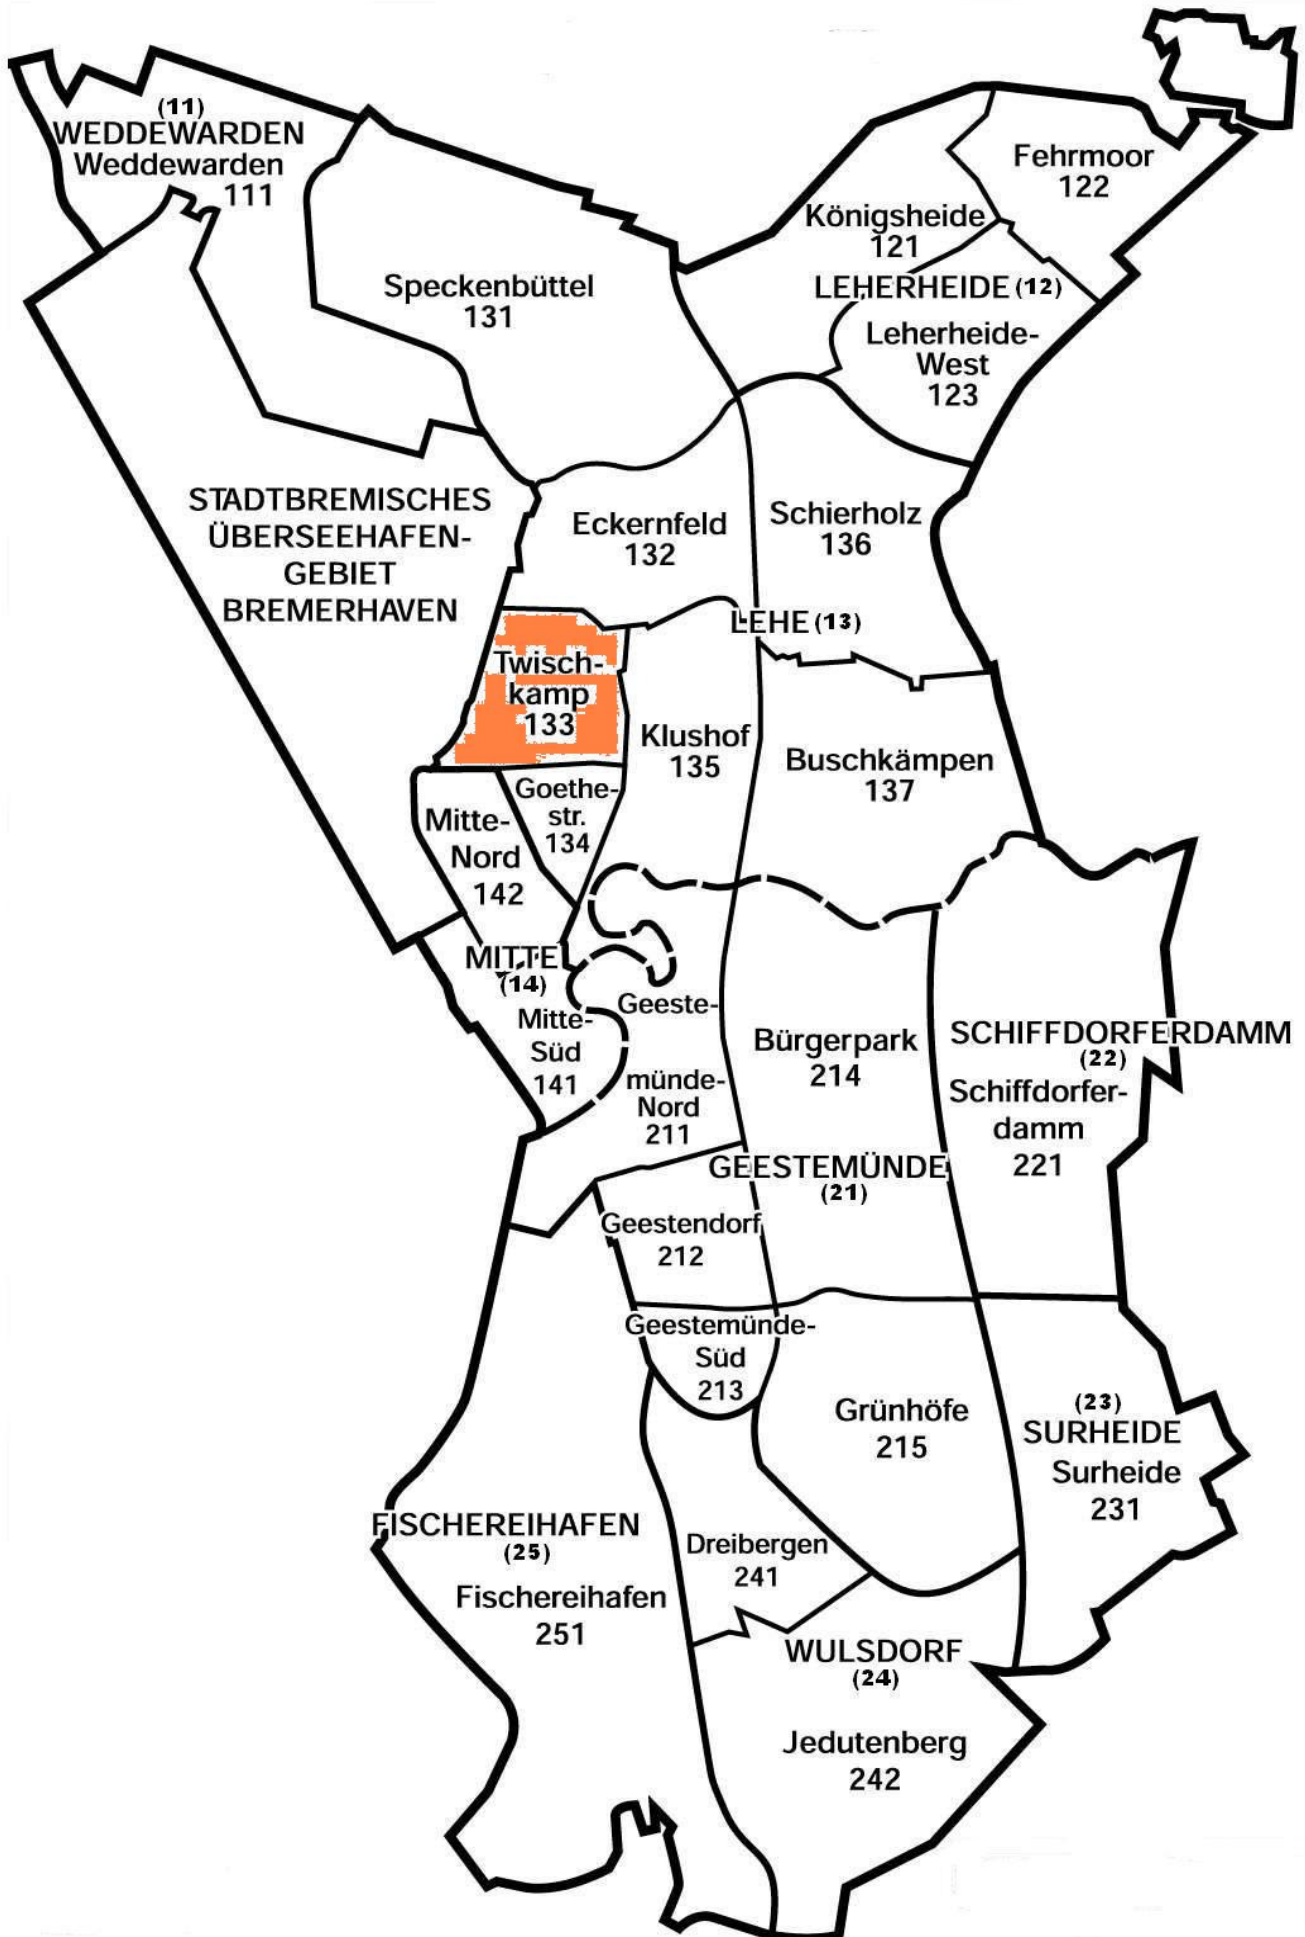 (11)
WEDDEWARDEN
Weddewarden
111
Fehrmoor
122
Königsheide
121
LEHERHEIDE (12)
Leherheide-
West
123
Speckenbüttel
131
STADTBREMISCHES
ÜBERSEEHAFEN-
GEBIET
BREMERHAVEN
Eckernfeld
132
Schierholz
136
LEHE (13)
Twisch-
kamp
133
Klushof
135
Buschkämpen
137
Goethe-
str.
134
Mitte-
Nord
142
MITTE
(14)
Mitte-
Süd
141
Geeste-
münde-
Nord
211
Bürgerpark
214
SCHIFFDORFERDAMM
(22)
Schiffdorfer-
damm
221
GEESTEMÜNDE
(21)
Geestendorf
212
Geestemünde-
Süd
213
Grünhöfe
215
(23)
SURHEIDE
Surheide
231
FISCHEREIHAFEN
(25)
Fischereihafen
251
Dreibergen
241
WULSDORF
(24)
Jedutenberg
242